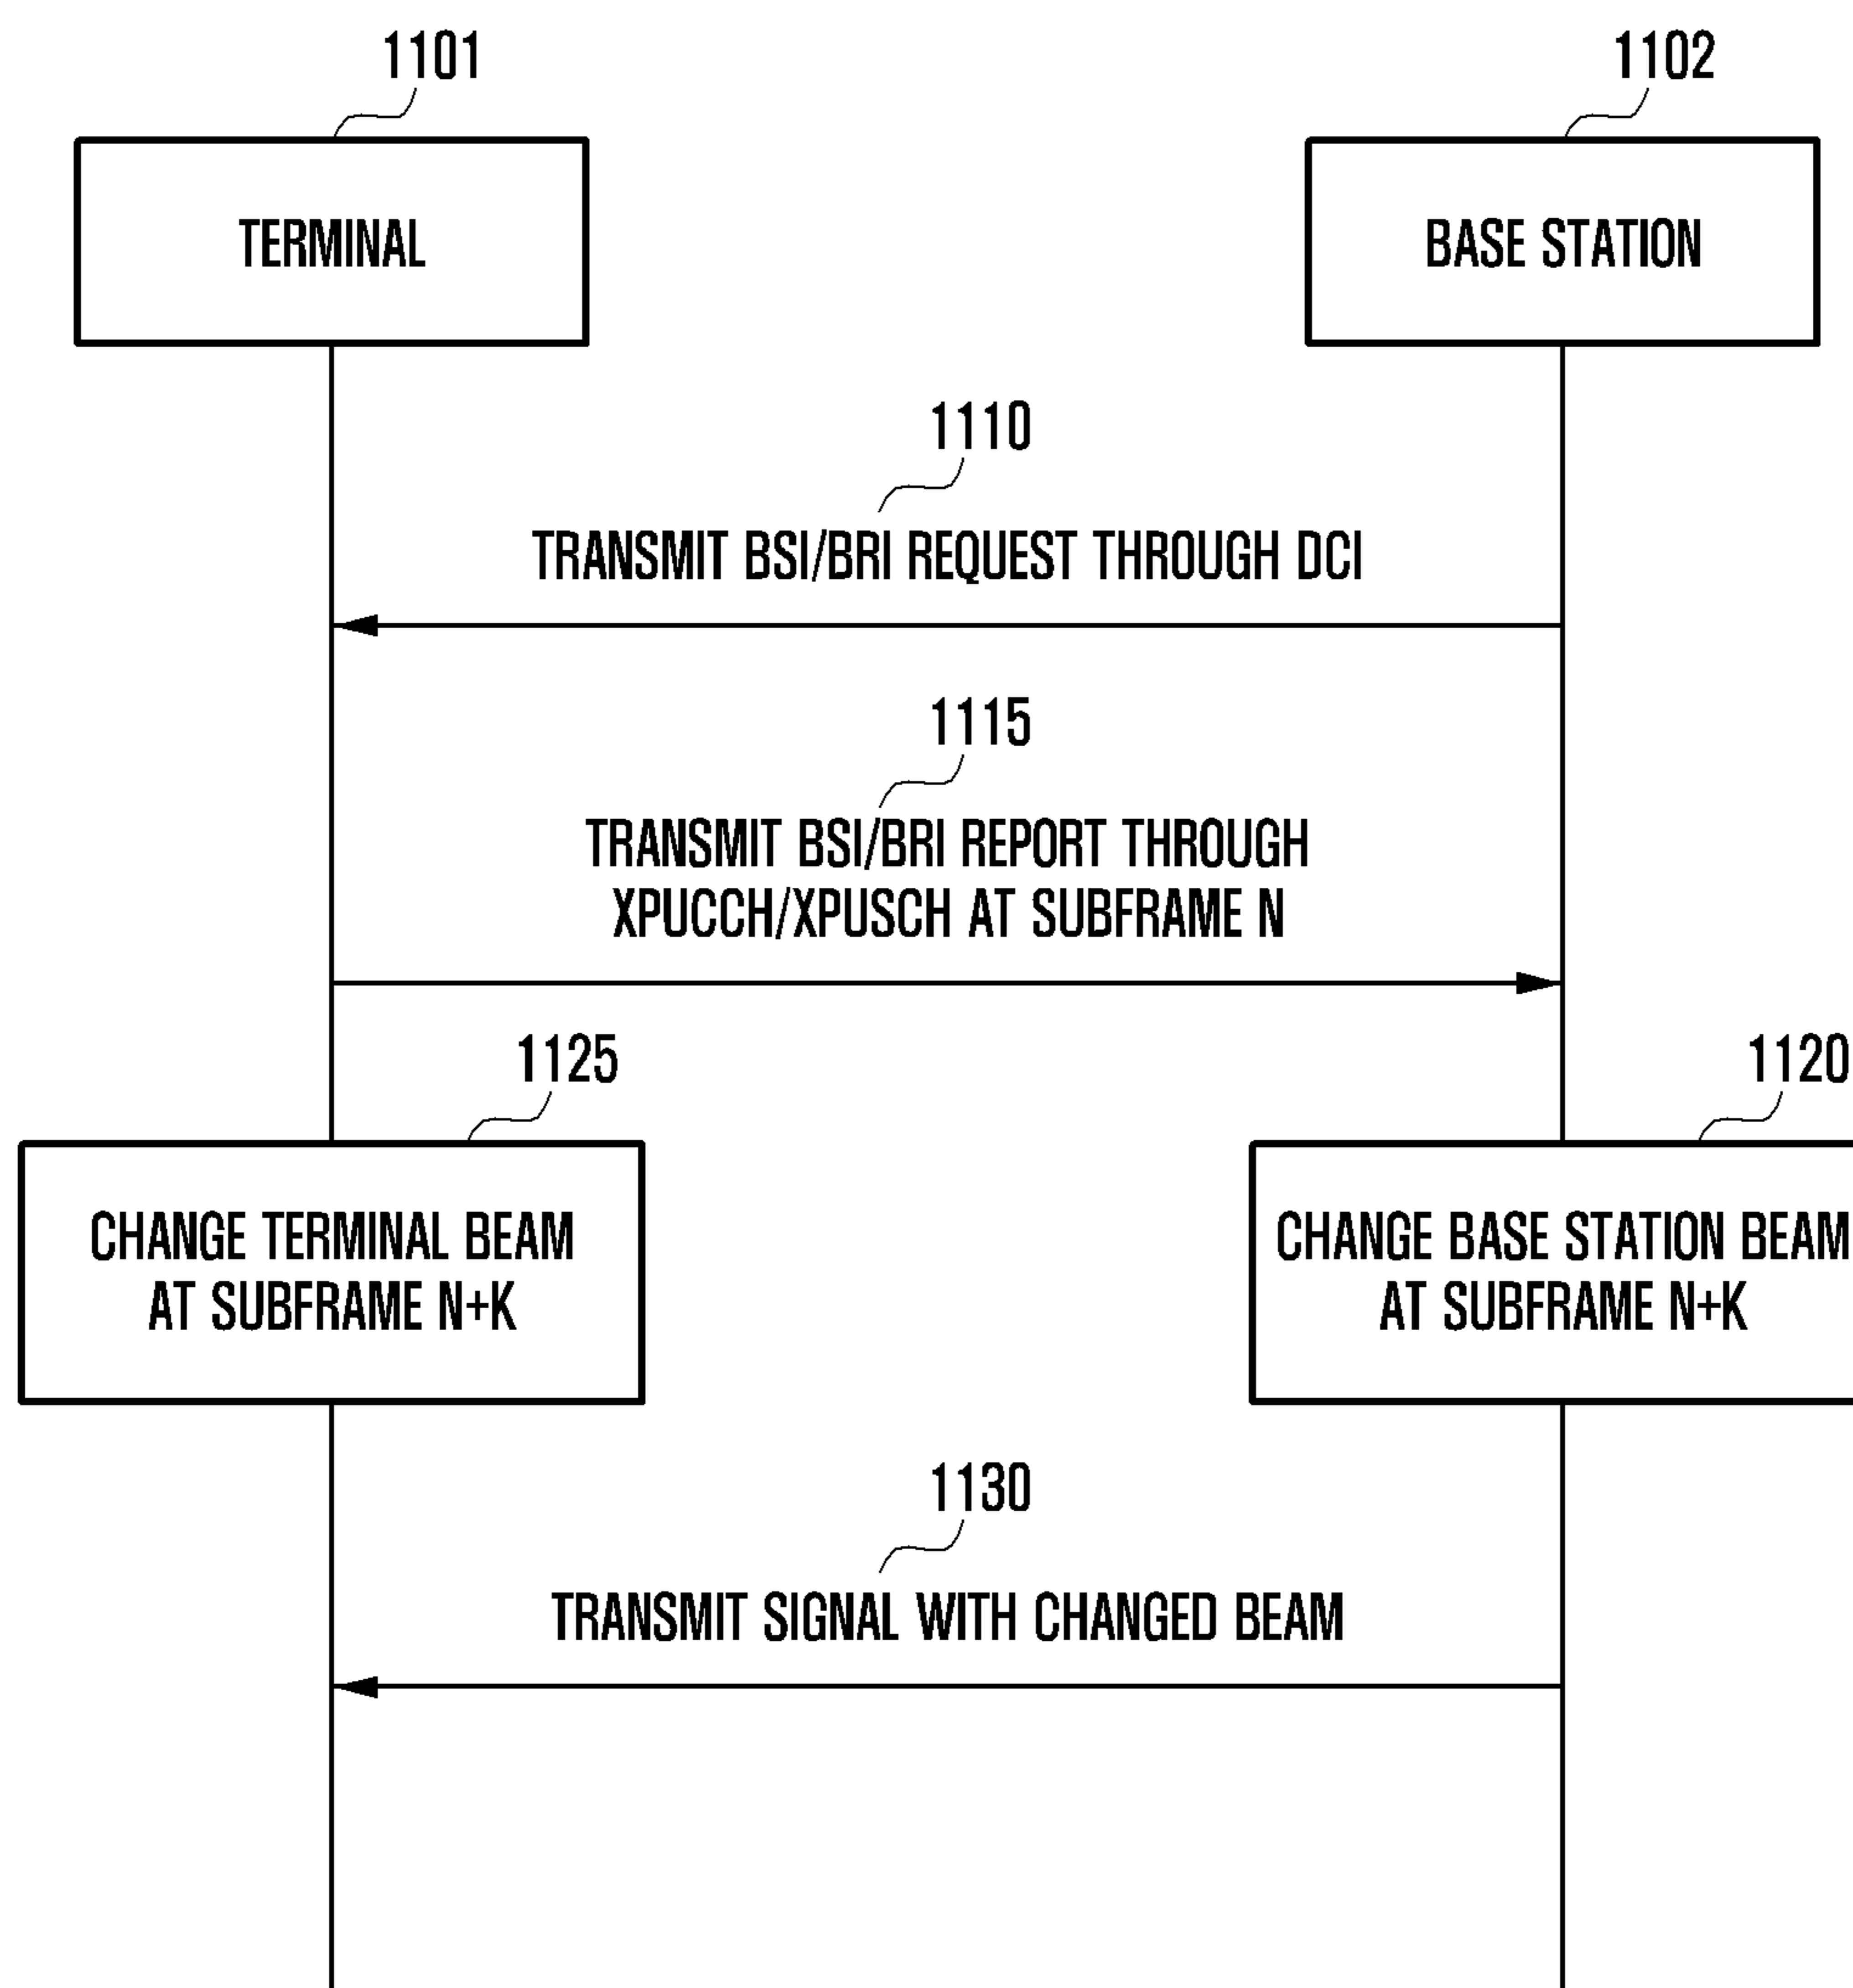 1101
1102
TERMINAL
BASE STATION
1110
TRANSMIT BSI/BRI REQUEST THROUGH DCI
1115
TRANSMIT BSI/BRI REPORT THROUGH
XPUCCH/XPUSCH AT SUBFRAME N
1125
1120
CHANGE TERMINAL BEAM
AT SUBFRAME N+K
CHANGE BASE STATION BEAM
AT SUBFRAME N+K
1130
TRANSMIT SIGNAL WITH CHANGED BEAM